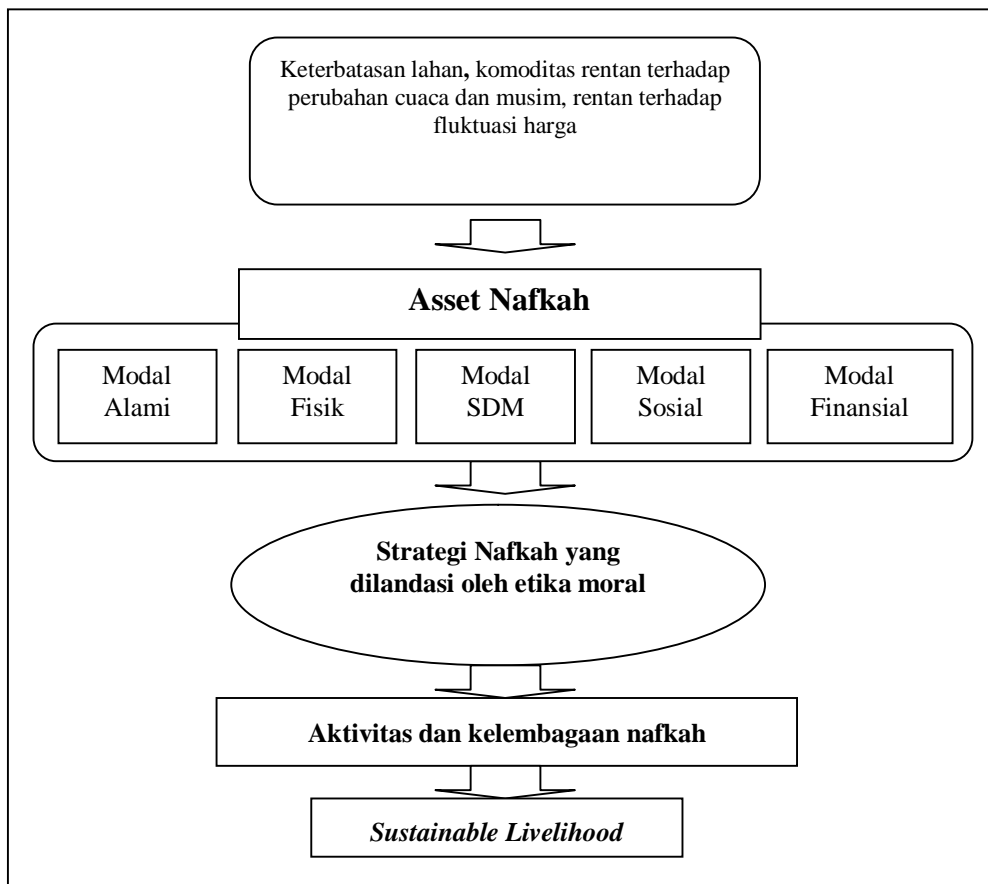 Keterbatasan lahan, komoditas rentan terhadap
perubahan cuaca dan musim, rentan terhadap
fluktuasi harga
Asset Nafkah
Modal
Alami
Modal
Fisik
Modal
SDM
Modal
Sosial
Modal
Finansial
Strategi Nafkah yang
dilandasi oleh etika moral
Aktivitas dan kelembagaan nafkah
Sustainable Livelihood